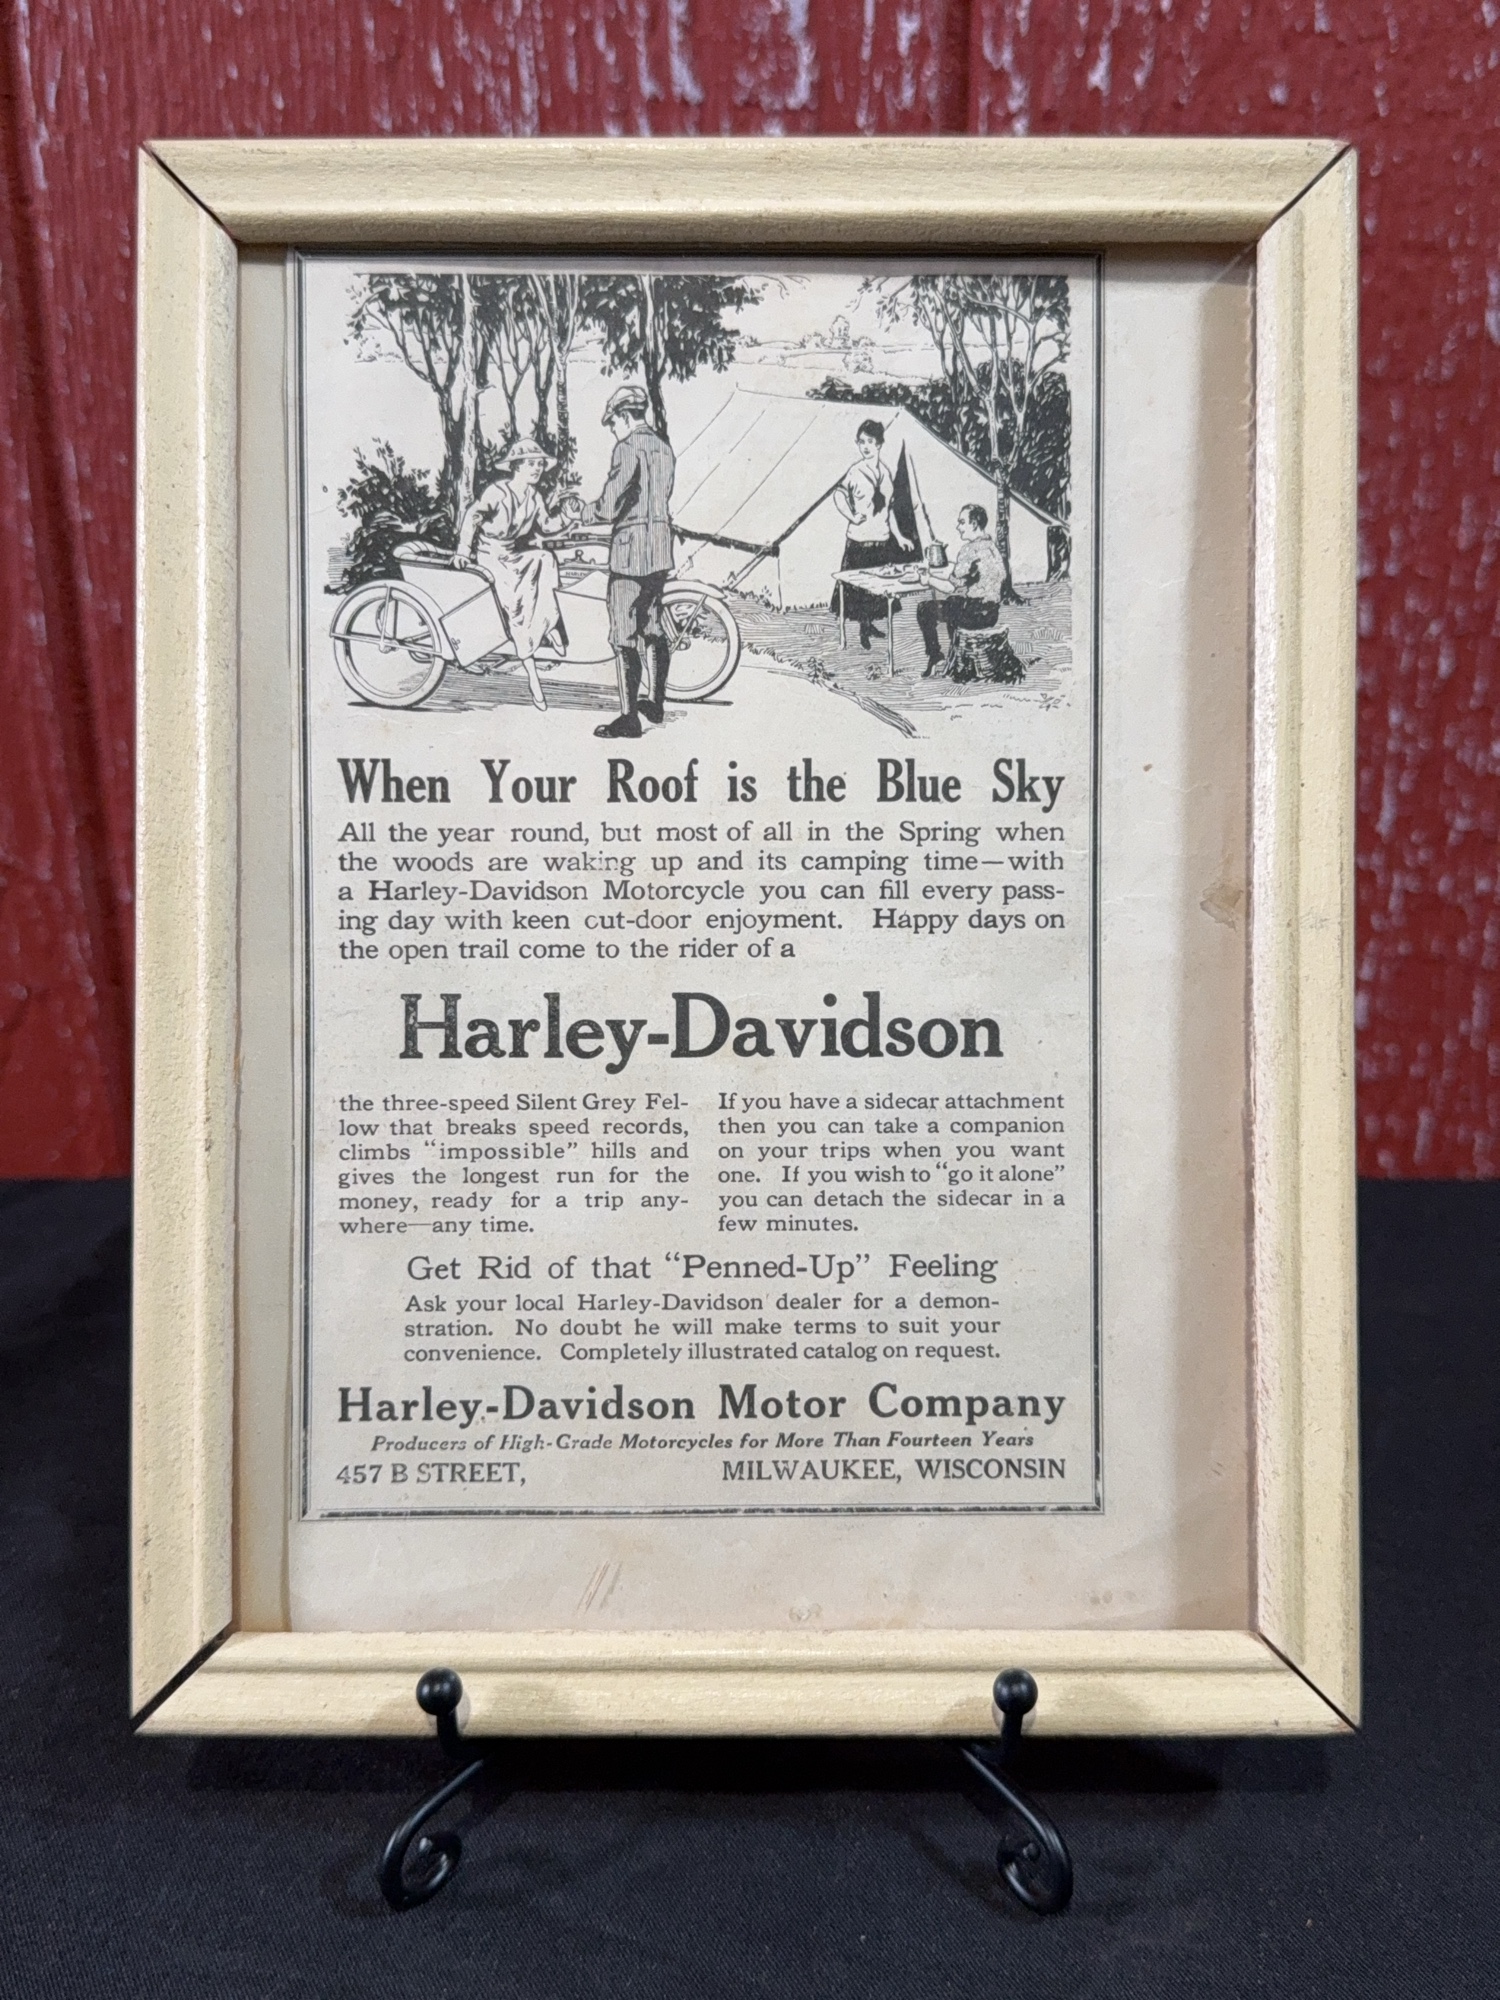 When Your Roof is the Blue Sky
All the year round, but most of all in the Spring when
the woods are waking up and its camping time—with
a Harley-Davidson Motorcycle you can fill every pass-
ing day with keen out-door enjoyment. Happy days on
the open trail come to the rider of a
Harley-Davidson
the three-speed Silent Grey Fel-
low that breaks speed records,
climbs "impossible" hills and
gives the longest run for the
money, ready for a trip any-
where—any time.
If you have a sidecar attachment
then you can take a companion
on your trips when you want
one. If you wish to "go it alone"
you can detach the sidecar in a
few minutes.
Get Rid of that "Penned-Up" Feeling
Ask your local Harley-Davidson dealer for a demon-
stration. No doubt he will make terms to suit your
convenience. Completely illustrated catalog on request.
Harley-Davidson Motor Company
Producers of High-Grade Motorcycles for More Than Fourteen Years
457 B STREET, MILWAUKEE, WISCONSIN